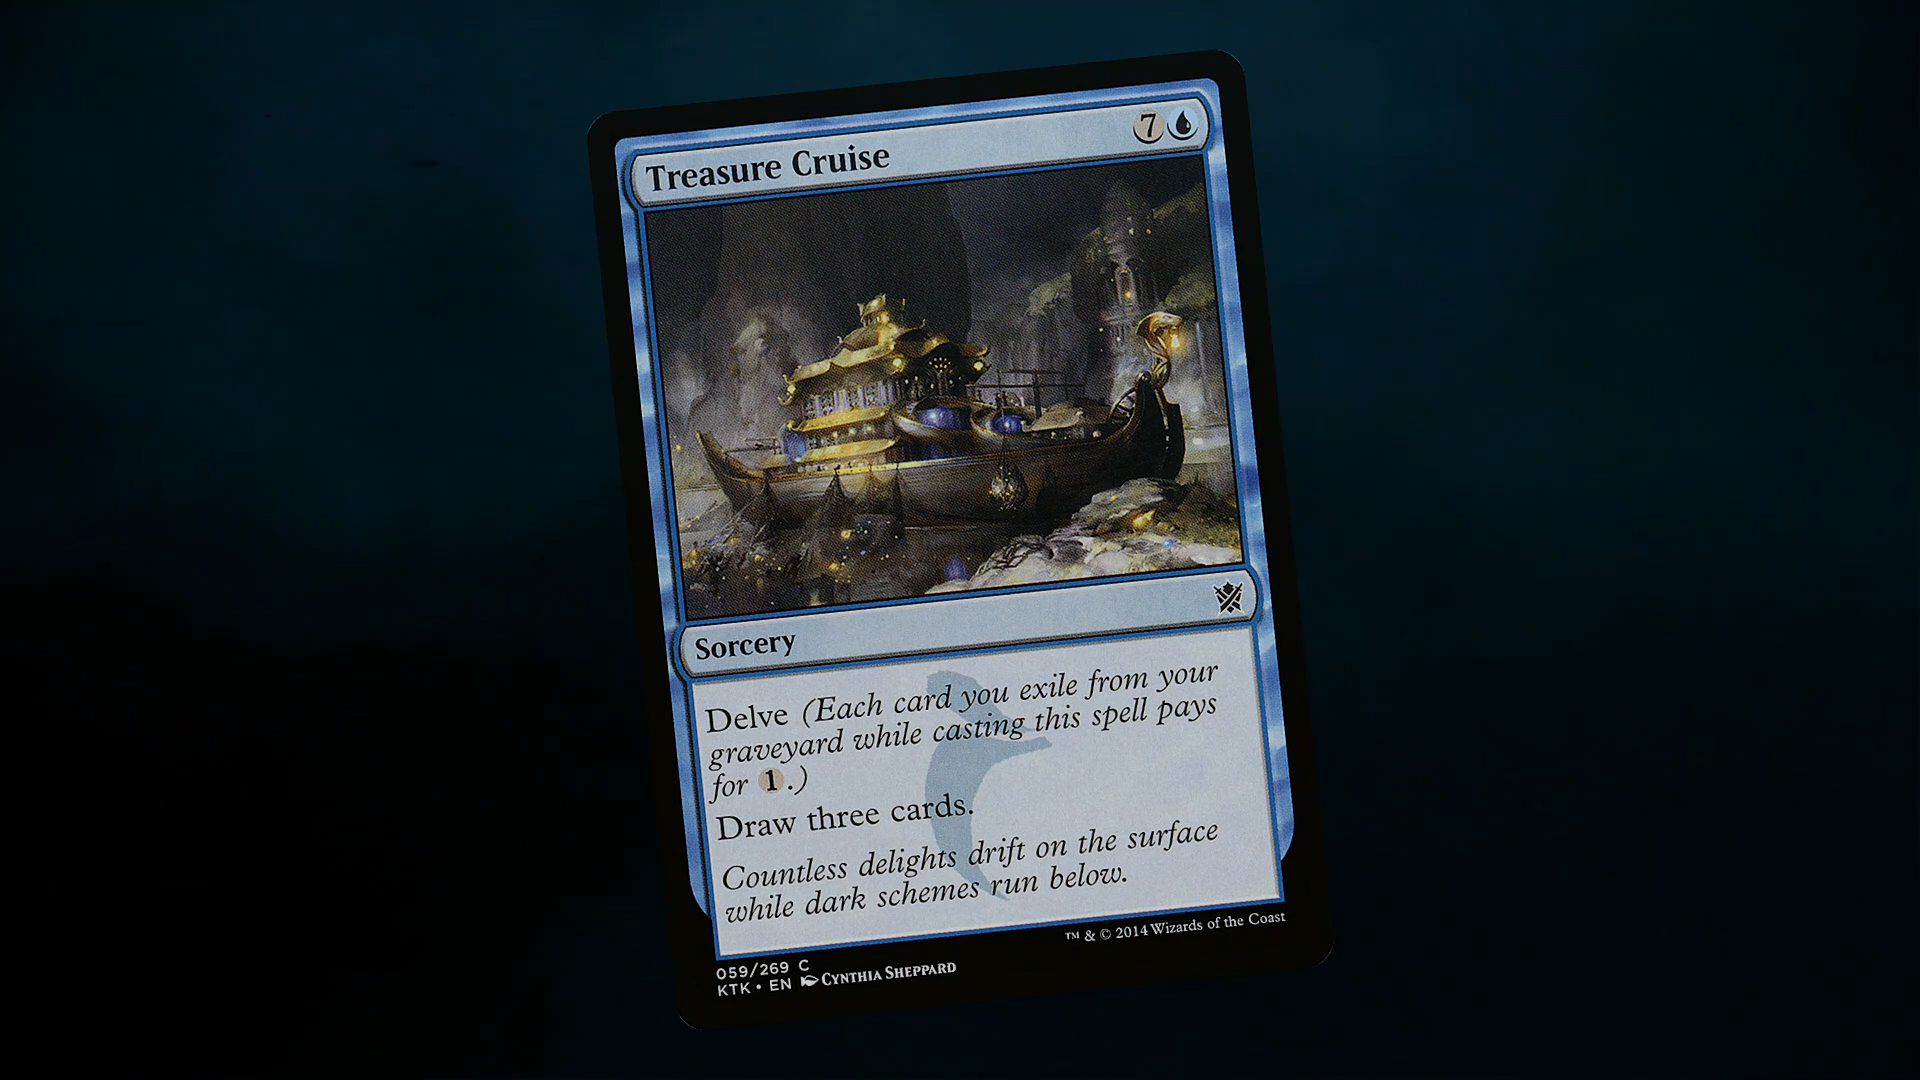 Treasure Cruise
7
Sorcery
Delve (Each card you exile from your
graveyard while casting this spell pays
for 1.)
Draw three cards.
Countless delights drift on the surface
while dark schemes run below.
™ & © 2014 Wizards of the Coast
059/269 C
KTK • EN Cynthia Sheppard